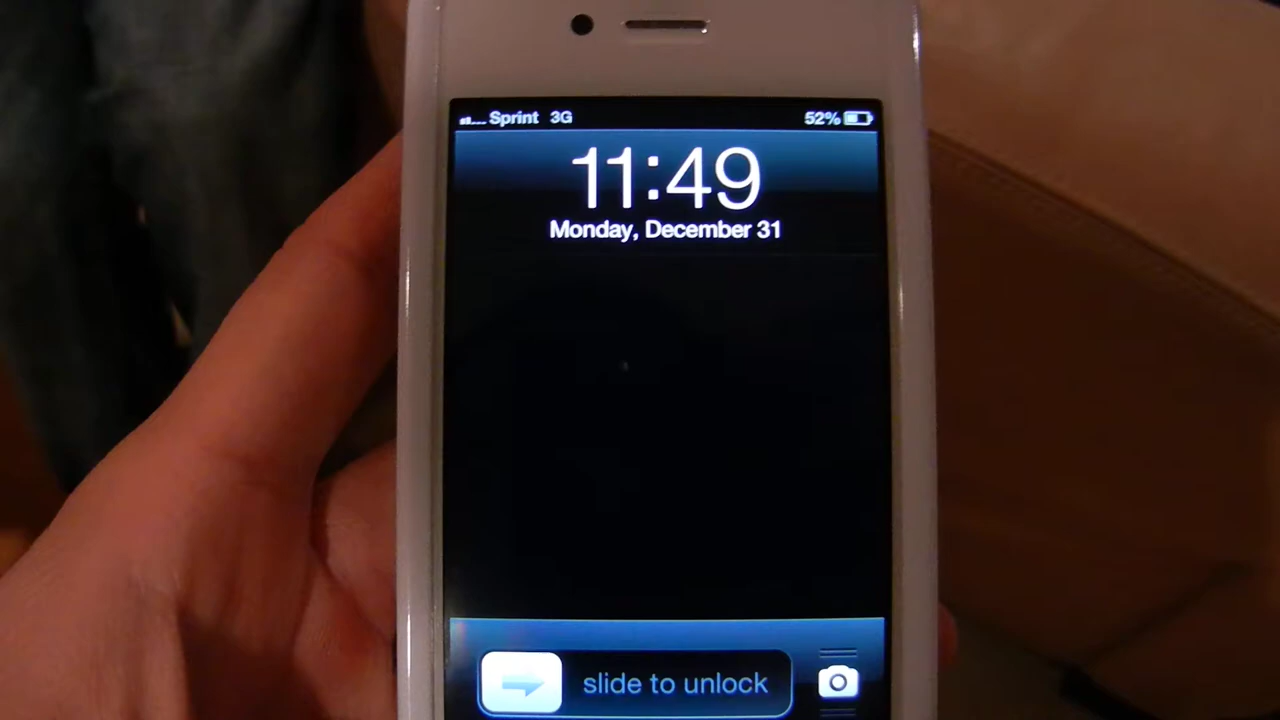 Sprint 3G 52%
11:49
Monday, December 31
slide to unlock